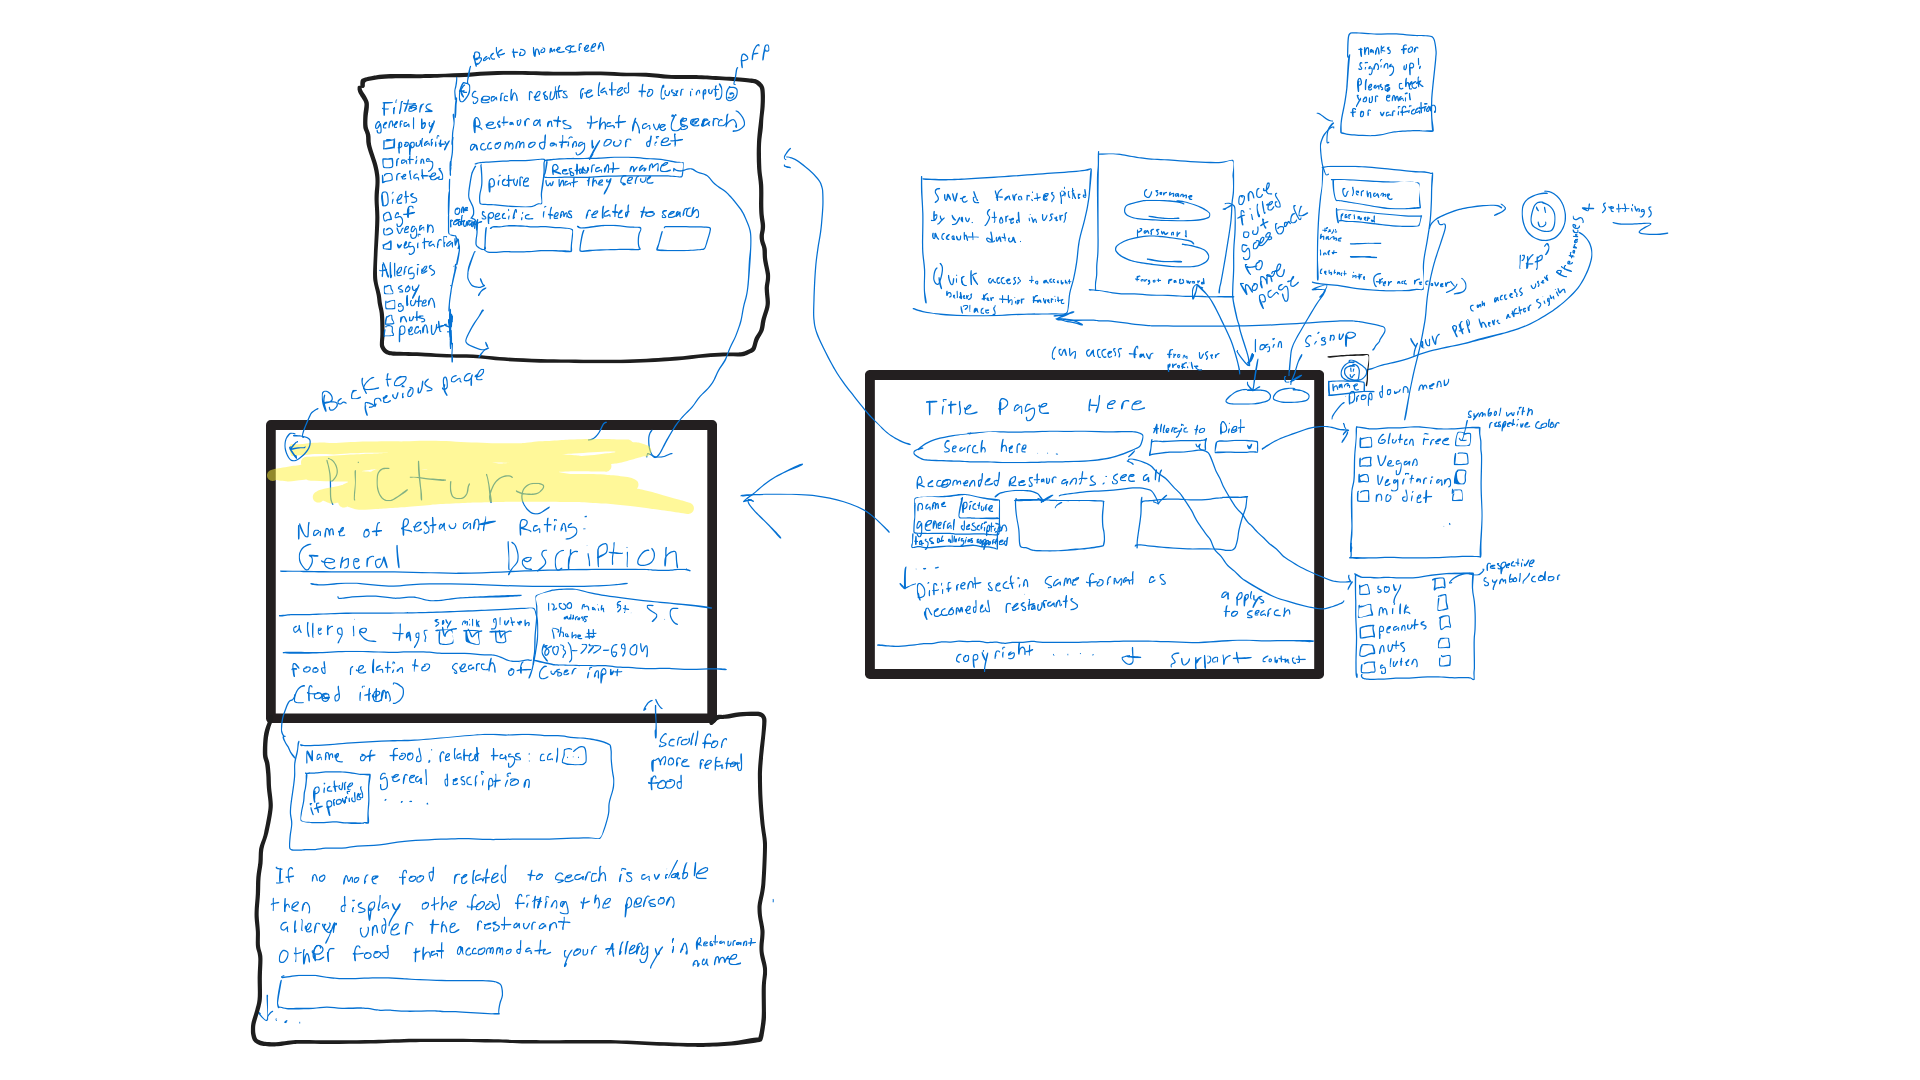 Back to homescreen
pfp
Search results related to (user input)
Filters
general by
popularity
rating
related
Diets
gf
vegan
vegitarian
Allergies
soy
gluten
nuts
peanuts
Restaurants that have (search)
accommodating your diet
picture
Restaurant name
what they serve
one
specific items related to search
Back to
previous page
Picture
Name of Restaurant Rating:
General Description
allergie tags soy milk gluten
1200 main St S.C
address
Phone #
(803)-777-6904
food relatin to search of/ (user input
(food item)
Scroll for
more related
food
Name of food: related tags: cal ...
picture
if provided
gereal description
. . . .
If no more food related to search is available
then display othe food fitting the person
allergy under the restaurant
Other food that accommodate your Allergy in Restaurant
name
. . .
Saved favorites picked
by you. Stored in users
account data.
Quick access to account
holders for thier favorite
places
username
password
forgot password
once
filled
out
goes back
to
home
page
Thanks for
signing up!
Please check
your email
for varification
username
password
name
last
contact info (for acc recovery)
PFP
+ settings
can access user preferances
your PFP here after signin
login
signup
Can access fav from user
profile
name
Drop down menu
Title Page Here
Search here ...
Allergic to
Diet
Recomended Restaurants: see all
name picture
general description
tags of allergies supported
. . .
Dififrent sectin same format as
recomeded restaurants
applys
to search
copyright ..... + support contact
symbol with
respetive color
Gluten Free
Vegan
Vegitarian
no diet
respective
symbol/color
soy
milk
peanuts
nuts
gluten